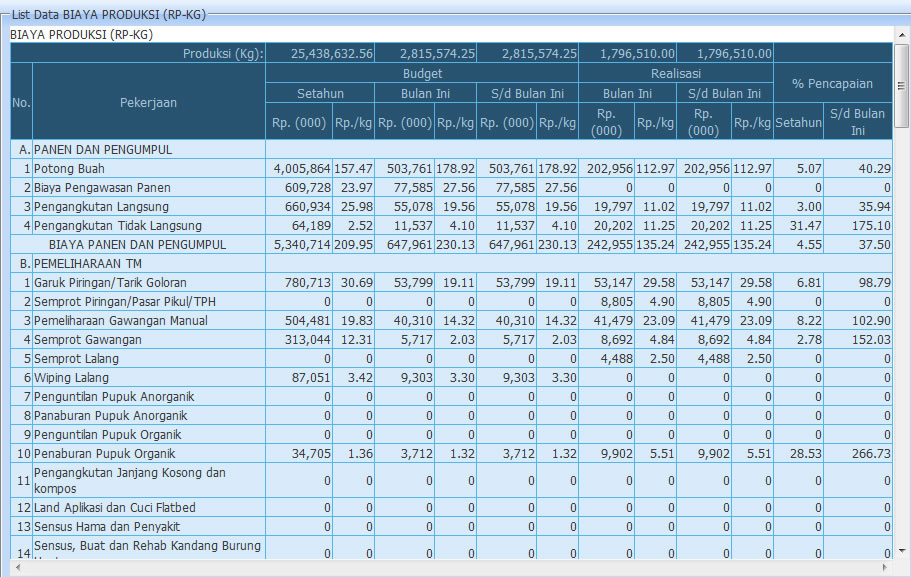 List Data BIAYA PRODUKSI (RP-KG)
BIAYA PRODUKSI (RP-KG)
Produksi (Kg): 25,438,632.56 2,815,574.25 2,815,574.25 1,796,510.00 1,796,510.00
No. Pekerjaan Budget Realisasi % Pencapaian
Setahun Bulan Ini S/d Bulan Ini Bulan Ini S/d Bulan Ini
Rp. (000) Rp./kg Rp. (000) Rp./kg Rp. (000) Rp./kg Rp. (000) Rp./kg Rp. (000) Rp./kg Setahun S/d Bulan Ini
A. PANEN DAN PENGUMPUL
1 Potong Buah 4,005,864 157.47 503,761 178.92 503,761 178.92 202,956 112.97 202,956 112.97 5.07 40.29
2 Biaya Pengawasan Panen 609,728 23.97 77,585 27.56 77,585 27.56 0 0 0 0 0 0
3 Pengangkutan Langsung 660,934 25.98 55,078 19.56 55,078 19.56 19,797 11.02 19,797 11.02 3.00 35.94
4 Pengangkutan Tidak Langsung 64,189 2.52 11,537 4.10 11,537 4.10 20,202 11.25 20,202 11.25 31.47 175.10
BIAYA PANEN DAN PENGUMPUL 5,340,714 209.95 647,961 230.13 647,961 230.13 242,955 135.24 242,955 135.24 4.55 37.50
B. PEMELIHARAAN TM
1 Garuk Piringan/Tarik Goloran 780,713 30.69 53,799 19.11 53,799 19.11 53,147 29.58 53,147 29.58 6.81 98.79
2 Semprot Piringan/Pasar Pikul/TPH 0 0 0 0 0 0 8,805 4.90 8,805 4.90 0 0
3 Pemeliharaan Gawangan Manual 504,481 19.83 40,310 14.32 40,310 14.32 41,479 23.09 41,479 23.09 8.22 102.90
4 Semprot Gawangan 313,044 12.31 5,717 2.03 5,717 2.03 8,692 4.84 8,692 4.84 2.78 152.03
5 Semprot Lalang 0 0 0 0 0 0 4,488 2.50 4,488 2.50 0 0
6 Wiping Lalang 87,051 3.42 9,303 3.30 9,303 3.30 0 0 0 0 0 0
7 Penguntilan Pupuk Anorganik 0 0 0 0 0 0 0 0 0 0 0 0
8 Panaburan Pupuk Anorganik 0 0 0 0 0 0 0 0 0 0 0 0
9 Penguntilan Pupuk Organik 0 0 0 0 0 0 0 0 0 0 0 0
10 Penaburan Pupuk Organik 34,705 1.36 3,712 1.32 3,712 1.32 9,902 5.51 9,902 5.51 28.53 266.73
11 Pengangkutan Janjang Kosong dan kompos 0 0 0 0 0 0 0 0 0 0 0 0
12 Land Aplikasi dan Cuci Flatbed 0 0 0 0 0 0 0 0 0 0 0 0
13 Sensus Hama dan Penyakit 0 0 0 0 0 0 0 0 0 0 0 0
14 Sensus, Buat dan Rehab Kandang Burung 0 0 0 0 0 0 0 0 0 0 0 0